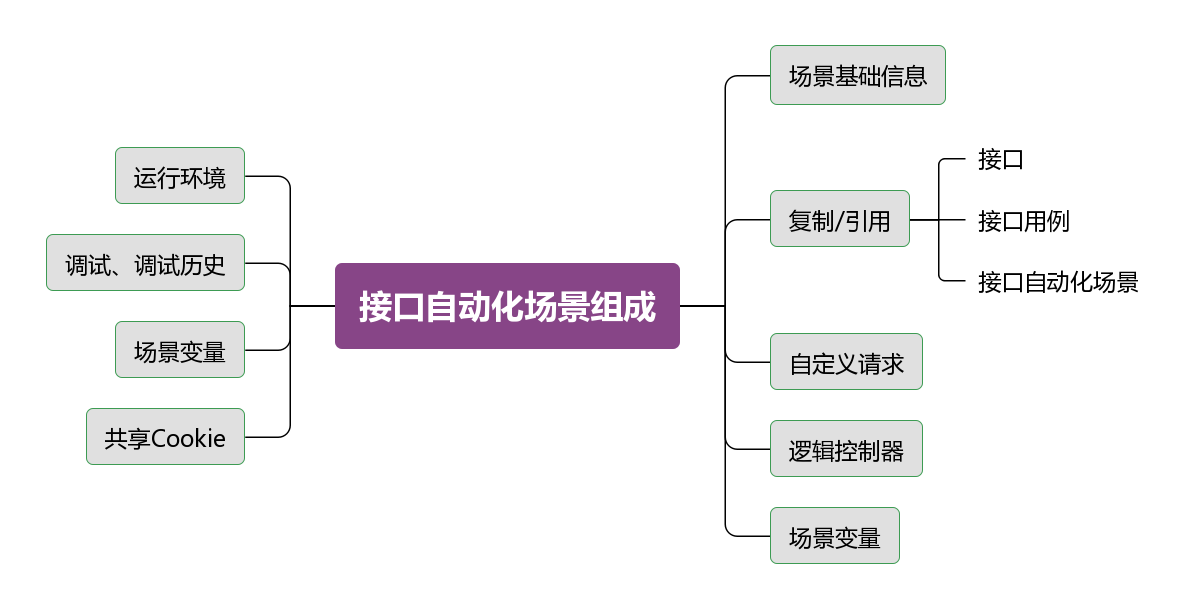 接口自动化场景组成
场景基础信息
复制/引用
接口
接口用例
接口自动化场景
自定义请求
逻辑控制器
场景变量
运行环境
调试、调试历史
场景变量
共享Cookie